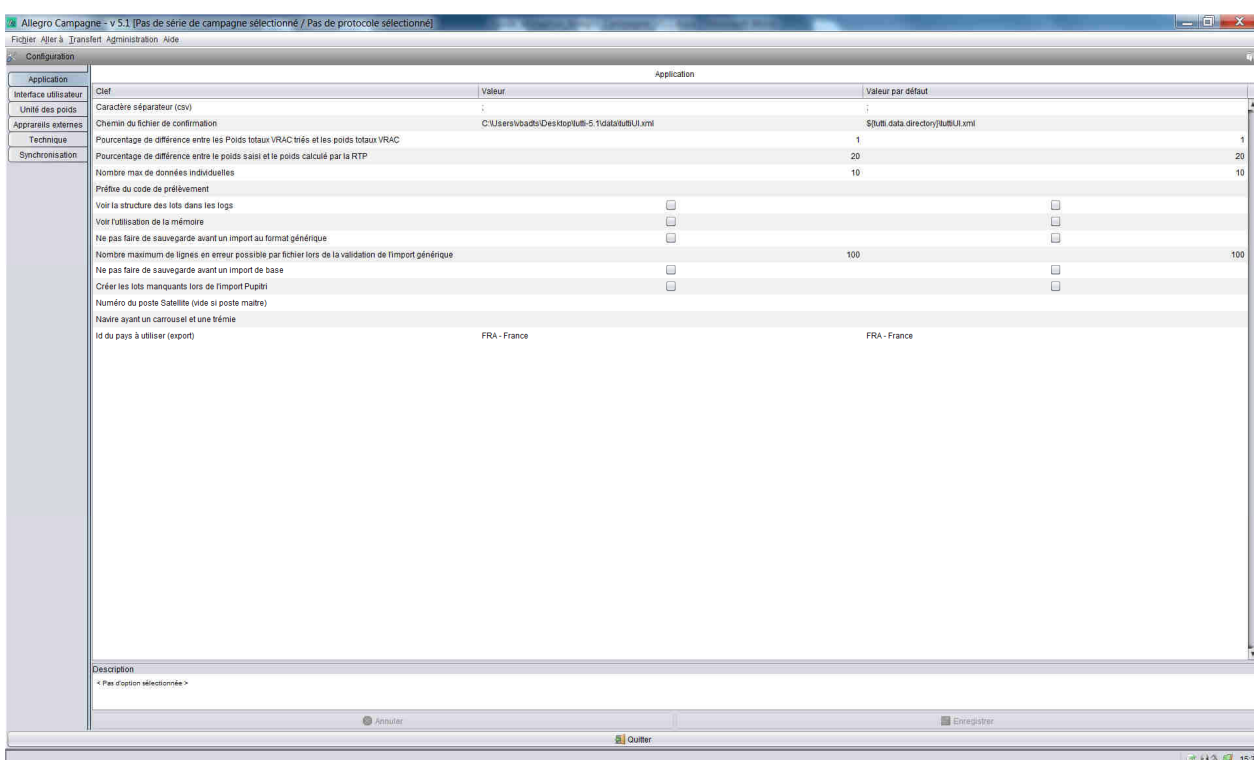 Allegro Campagne - v 5.1 [Pas de série de campagne sélectionné / Pas de protocole sélectionné]
Fichier Aller à Transfert Administration Aide
Configuration
Application
Interface utilisateur
Unité des poids
Appareils externes
Technique
Synchronisation
Application
Clef Valeur Valeur par défaut
Caractère séparateur (csv) ; ;
Chemin du fichier de confirmation C:\Users\vbadts\Desktop\tutti-5.1\data\tuttiUI.xml ${tutti.data.directory}\tuttiUI.xml
Pourcentage de différence entre les Poids totaux VRAC triés et les poids totaux VRAC 1 1
Pourcentage de différence entre le poids saisi et le poids calculé par la RTP 20 20
Nombre max de données individuelles 10 10
Préfixe du code de prélèvement
Voir la structure des lots dans les logs
Voir l'utilisation de la mémoire
Ne pas faire de sauvegarde avant un import au format générique
Nombre maximum de lignes en erreur possible par fichier lors de la validation de l'import générique 100 100
Ne pas faire de sauvegarde avant un import de base
Créer les lots manquants lors de l'import Pupitri
Numéro du poste Satellite (vide si poste maitre)
Navire ayant un carrousel et une trémie
Id du pays à utiliser (export) FRA - France FRA - France
Description
< Pas d'option sélectionnée >
Annuler Enregistrer
Quitter